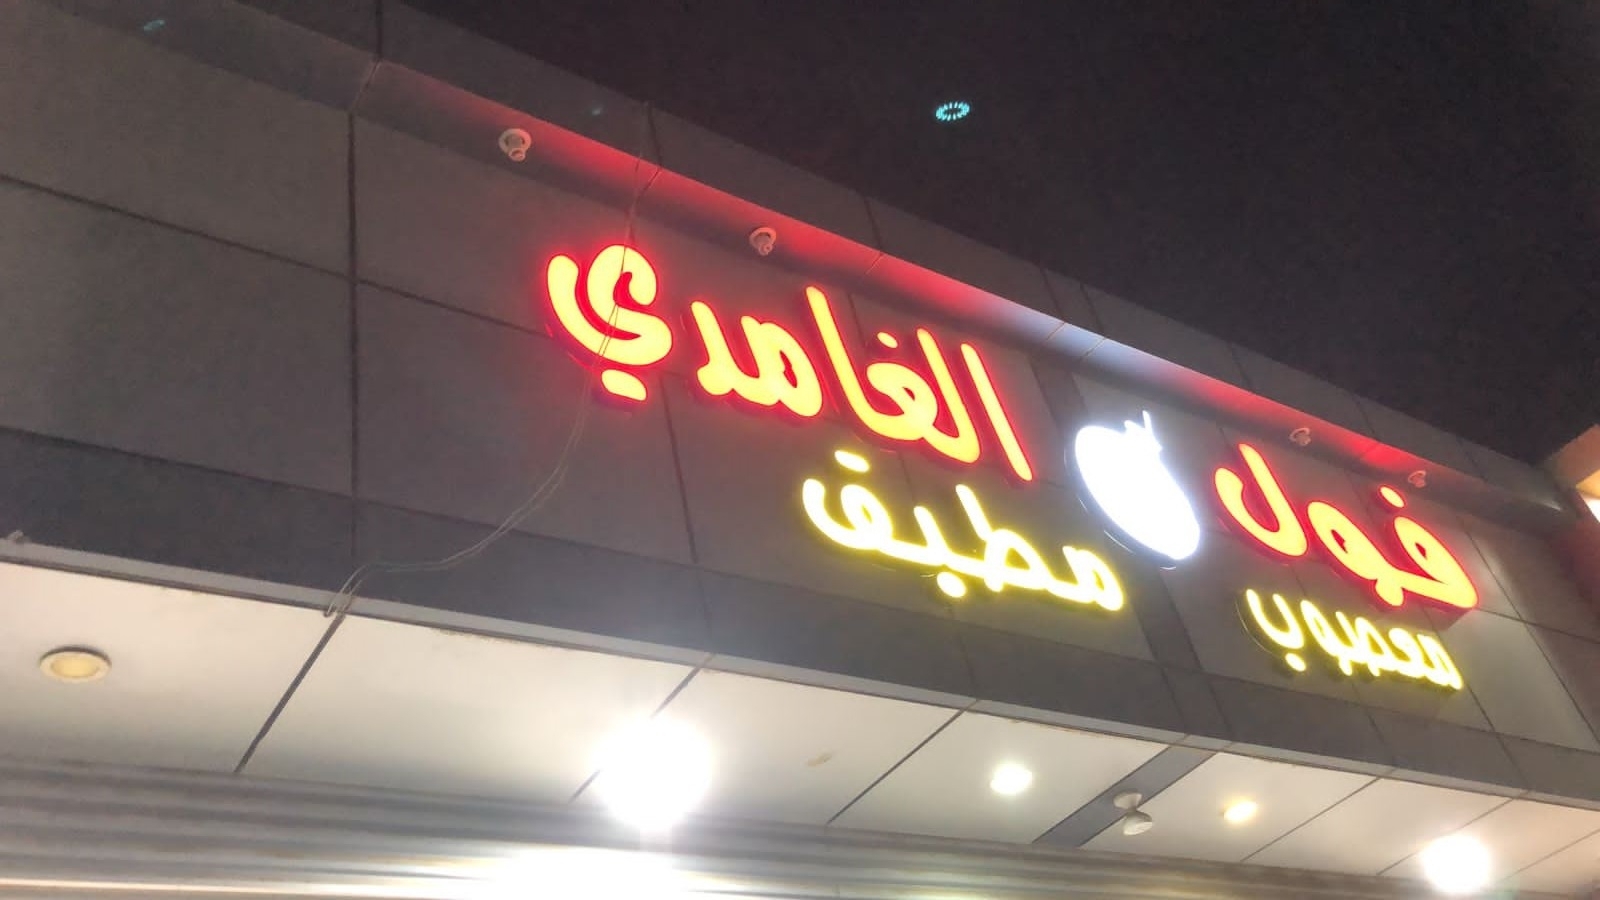 فول الغامدي
معصوب مطبق